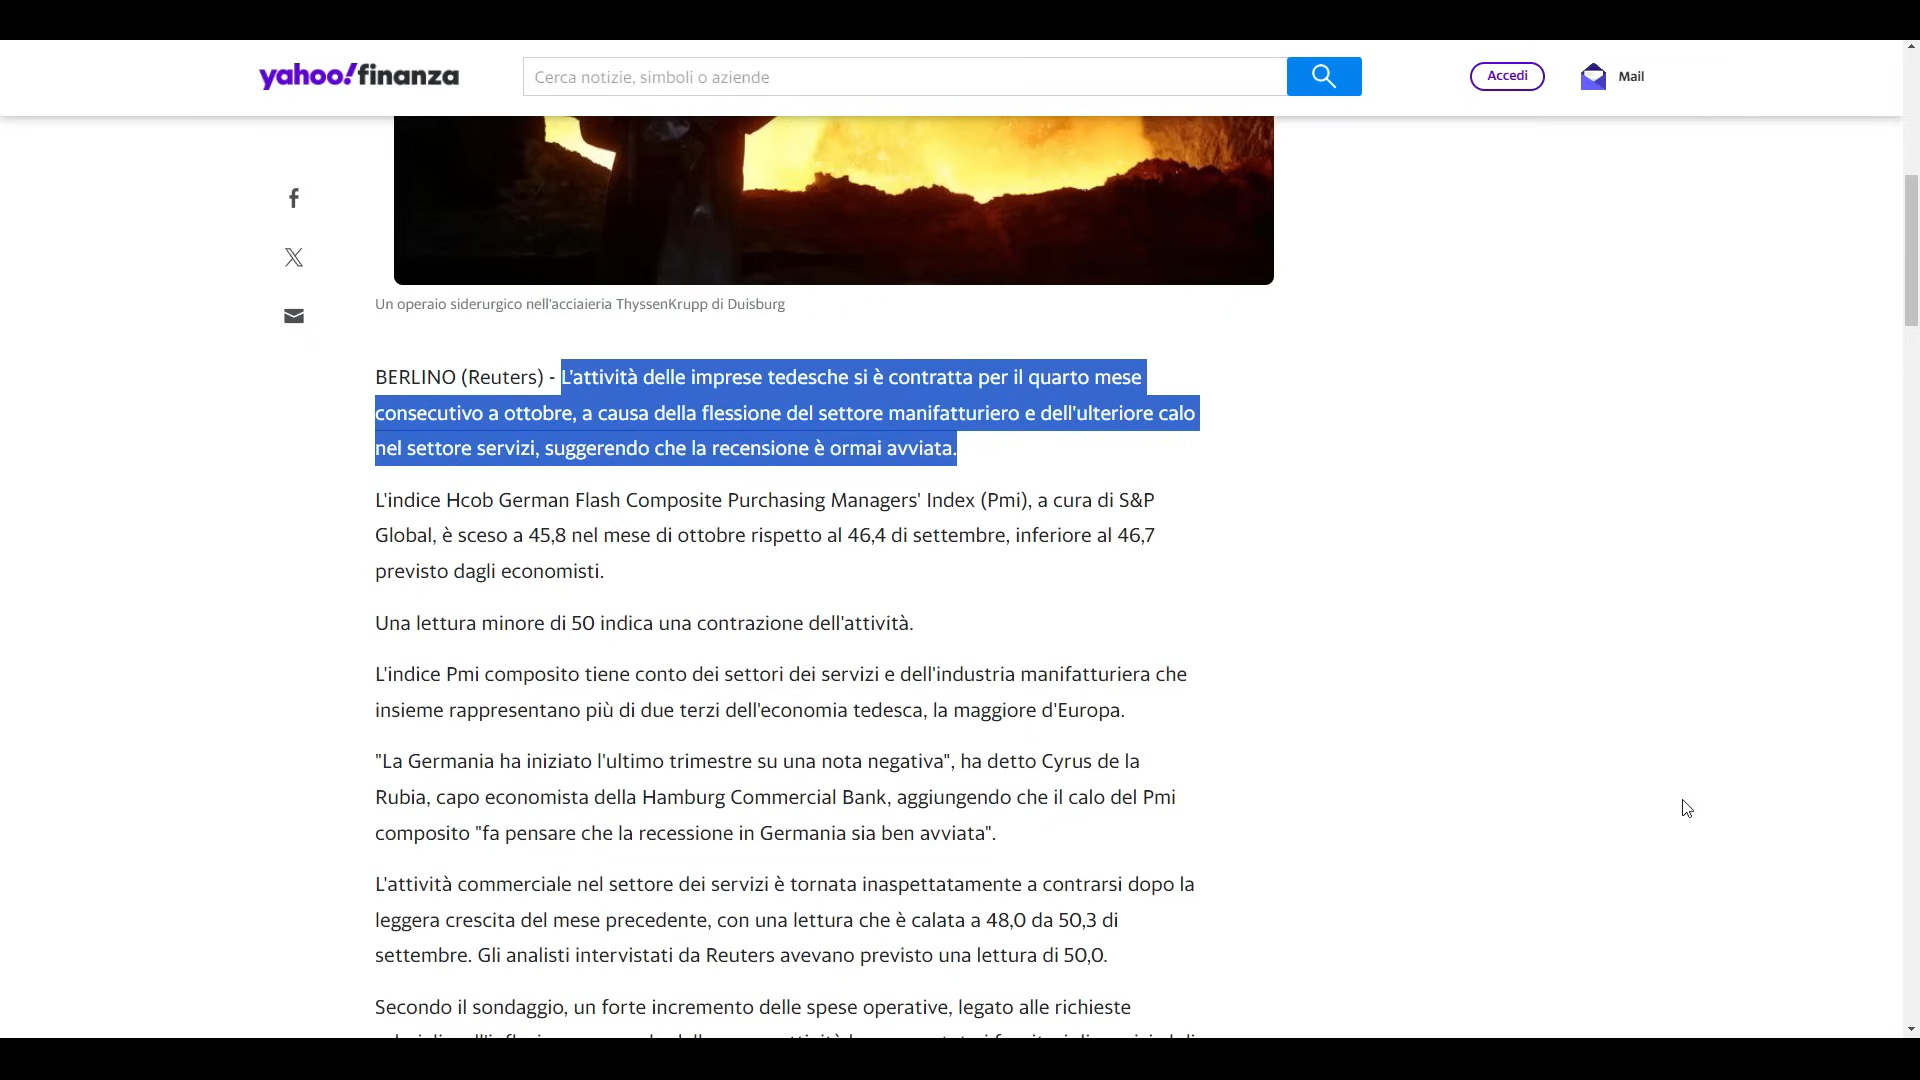 yahoo!finanza
Cerca notizie, simboli o aziende
Accedi
Mail
Un operaio siderurgico nell'acciaieria ThyssenKrupp di Duisburg
BERLINO (Reuters) - L'attività delle imprese tedesche si è contratta per il quarto mese
consecutivo a ottobre, a causa della flessione del settore manifatturiero e dell'ulteriore calo
nel settore servizi, suggerendo che la recensione è ormai avviata.
L'indice Hcob German Flash Composite Purchasing Managers' Index (Pmi), a cura di S&P
Global, è sceso a 45,8 nel mese di ottobre rispetto al 46,4 di settembre, inferiore al 46,7
previsto dagli economisti.
Una lettura minore di 50 indica una contrazione dell'attività.
L'indice Pmi composito tiene conto dei settori dei servizi e dell'industria manifatturiera che
insieme rappresentano più di due terzi dell'economia tedesca, la maggiore d'Europa.
"La Germania ha iniziato l'ultimo trimestre su una nota negativa", ha detto Cyrus de la
Rubia, capo economista della Hamburg Commercial Bank, aggiungendo che il calo del Pmi
composito "fa pensare che la recessione in Germania sia ben avviata".
L'attività commerciale nel settore dei servizi è tornata inaspettatamente a contrarsi dopo la
leggera crescita del mese precedente, con una lettura che è calata a 48,0 da 50,3 di
settembre. Gli analisti intervistati da Reuters avevano previsto una lettura di 50,0.
Secondo il sondaggio, un forte incremento delle spese operative, legato alle richieste